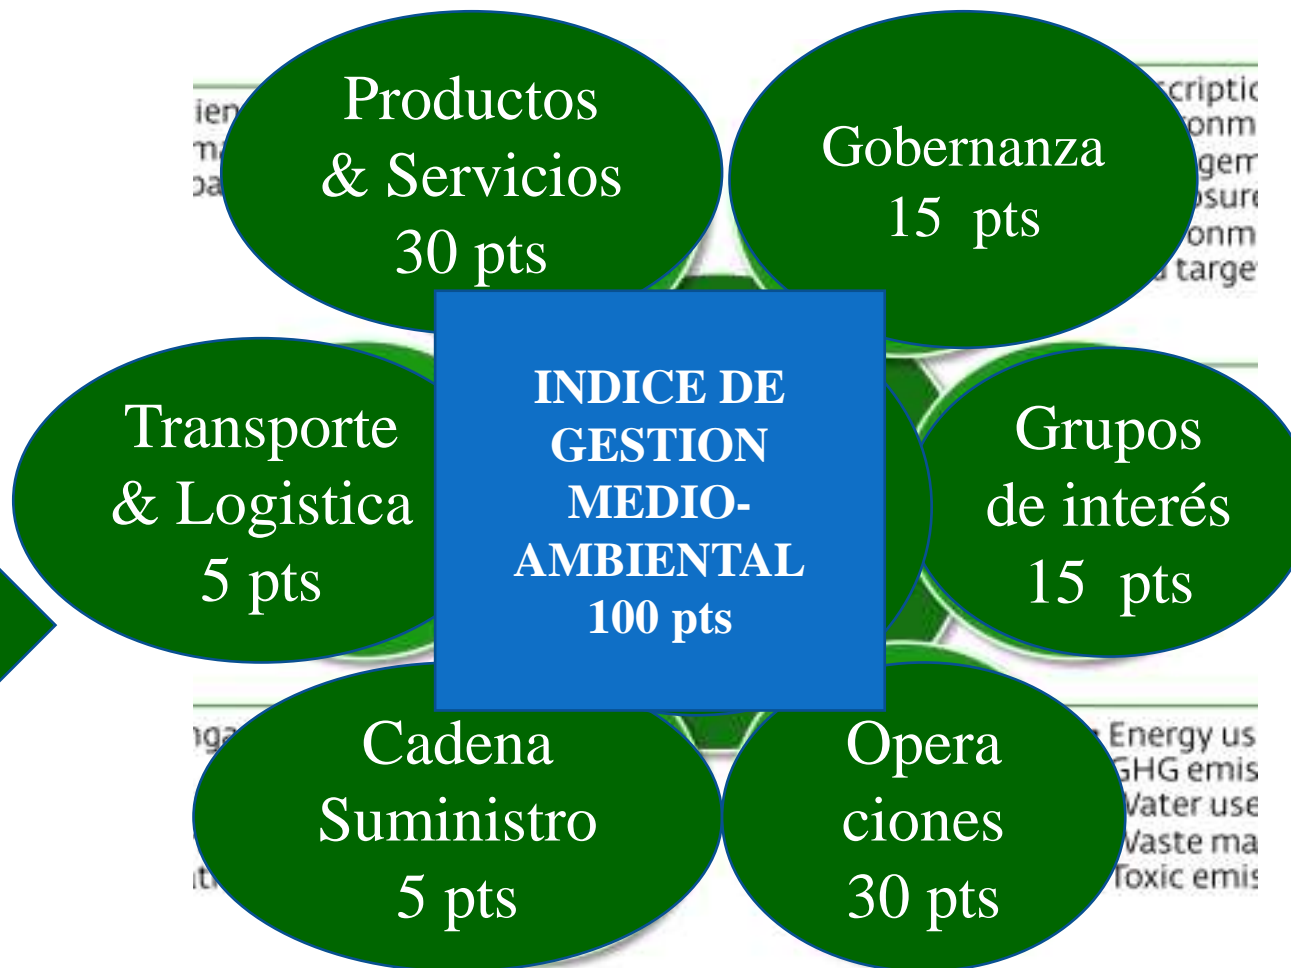 Productos
& Servicios
30 pts
Gobernanza
15 pts
Transporte
& Logistica
5 pts
INDICE DE
GESTION
MEDIO-
AMBIENTAL
100 pts
Grupos
de interés
15 pts
Cadena
Suministro
5 pts
Opera
ciones
30 pts
Energy us
GHG emis
Water use
Waste ma
Toxic emis